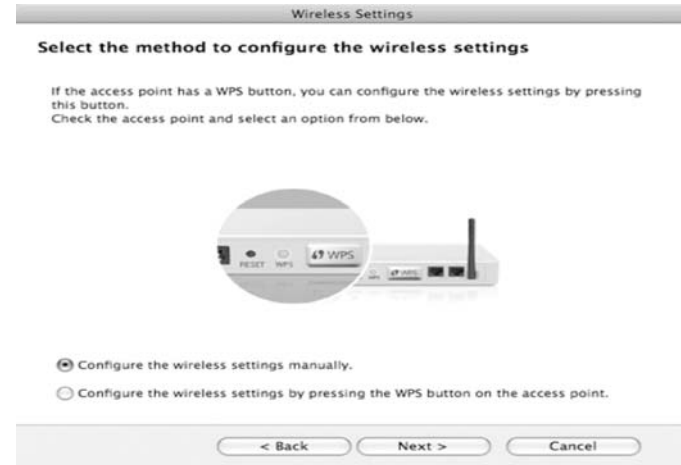 Wireless Settings
Select the method to configure the wireless settings
If the access point has a WPS button, you can configure the wireless settings by pressing
this button.
Check the access point and select an option from below.
RESET WPS WPS
WPS WPS
Configure the wireless settings manually.
Configure the wireless settings by pressing the WPS button on the access point.
< Back Next > Cancel